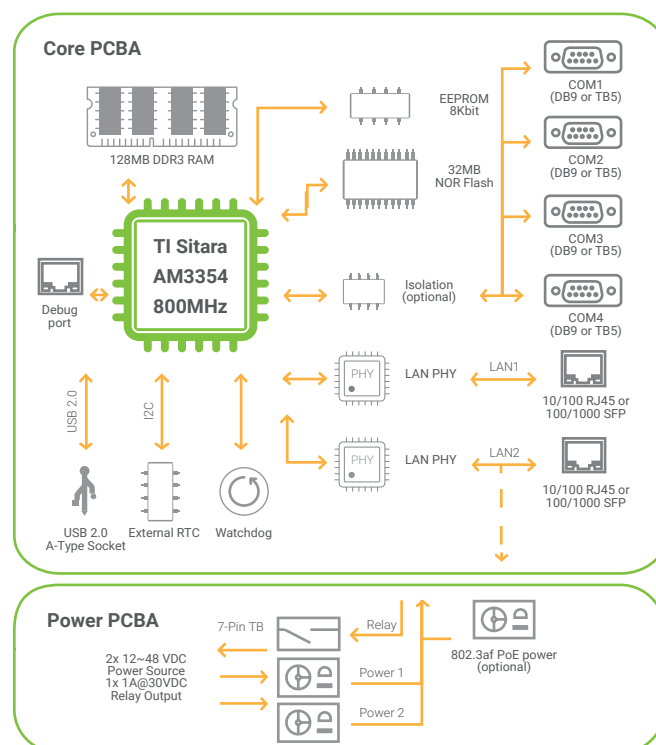 Core PCBA
128MB DDR3 RAM
EEPROM
8Kbit
32MB
NOR Flash
COM1
(DB9 or TB5)
COM2
(DB9 or TB5)
COM3
(DB9 or TB5)
COM4
(DB9 or TB5)
TI Sitara
AM3354
800MHz
Debug
port
Isolation
(optional)
PHY
LAN PHY
LAN1
10/100 RJ45 or
100/1000 SFP
PHY
LAN PHY
LAN2
10/100 RJ45 or
100/1000 SFP
USB 2.0
I2C
USB 2.0
A-Type Socket
External RTC
Watchdog
Power PCBA
7-Pin TB
Relay
2x 12~48 VDC
Power Source
1x 1A@30VDC
Relay Output
Power 1
Power 2
802.3af PoE power
(optional)